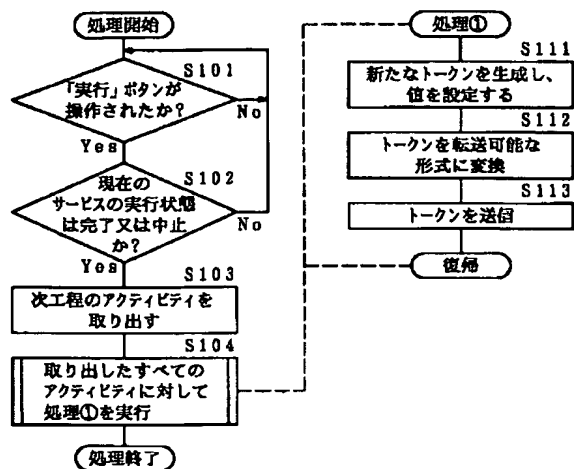 処理開始
S101
「実行」ボタンが
操作されたか?
No
Yes
S102
現在の
サービスの実行状態
は完了又は中止
か?
No
Yes
S103
次工程のアクティビティを
取り出す
S104
取り出したすべての
アクティビティに対して
処理①を実行
処理終了
処理①
S111
新たなトークンを生成し、
値を設定する
S112
トークンを転送可能な
形式に変換
S113
トークンを送信
復帰